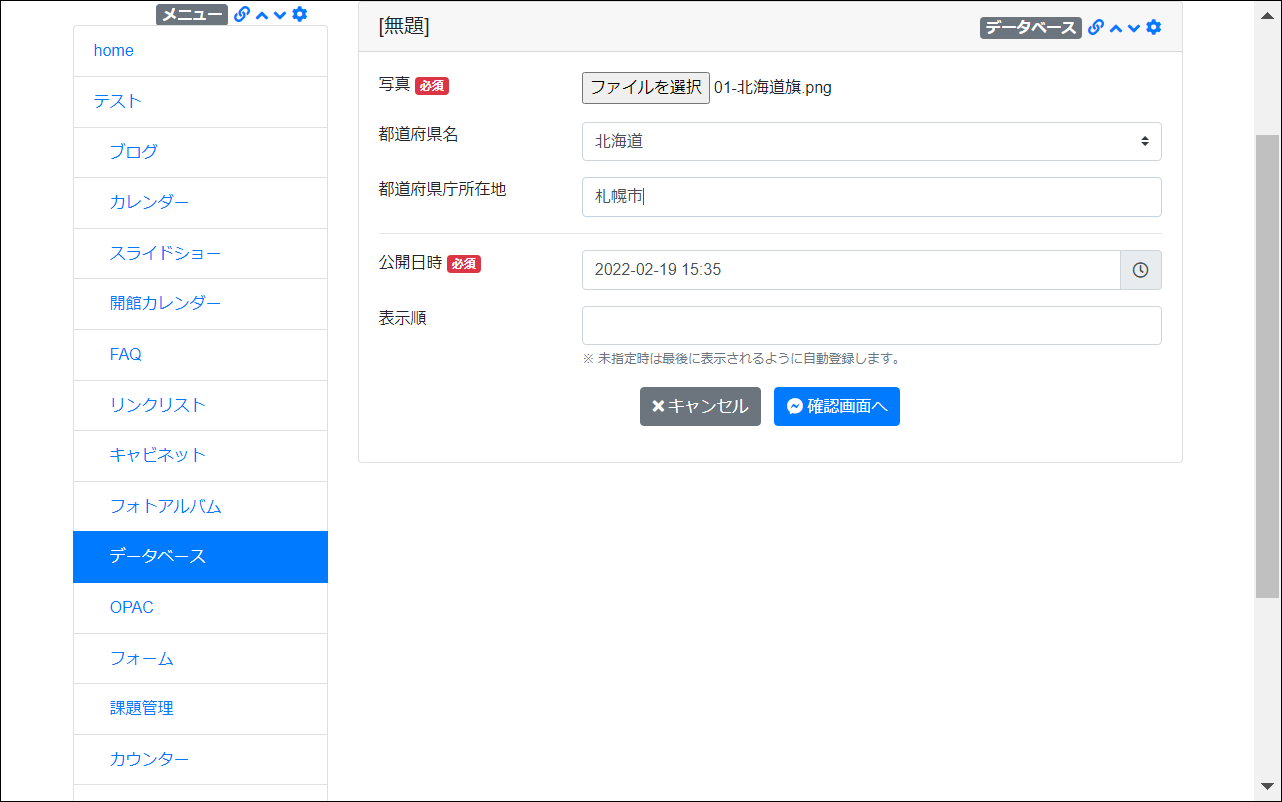 メニュー
home
テスト
ブログ
カレンダー
スライドショー
開館カレンダー
FAQ
リンクリスト
キャビネット
フォトアルバム
データベース
OPAC
フォーム
課題管理
カウンター
[無題] データベース
写真 必須 ファイルを選択 01-北海道旗.png
都道府県名 北海道
都道府県庁所在地 札幌市
公開日時 必須 2022-02-19 15:35
表示順
※ 未指定時は最後に表示されるように自動登録します。
キャンセル 確認画面へ